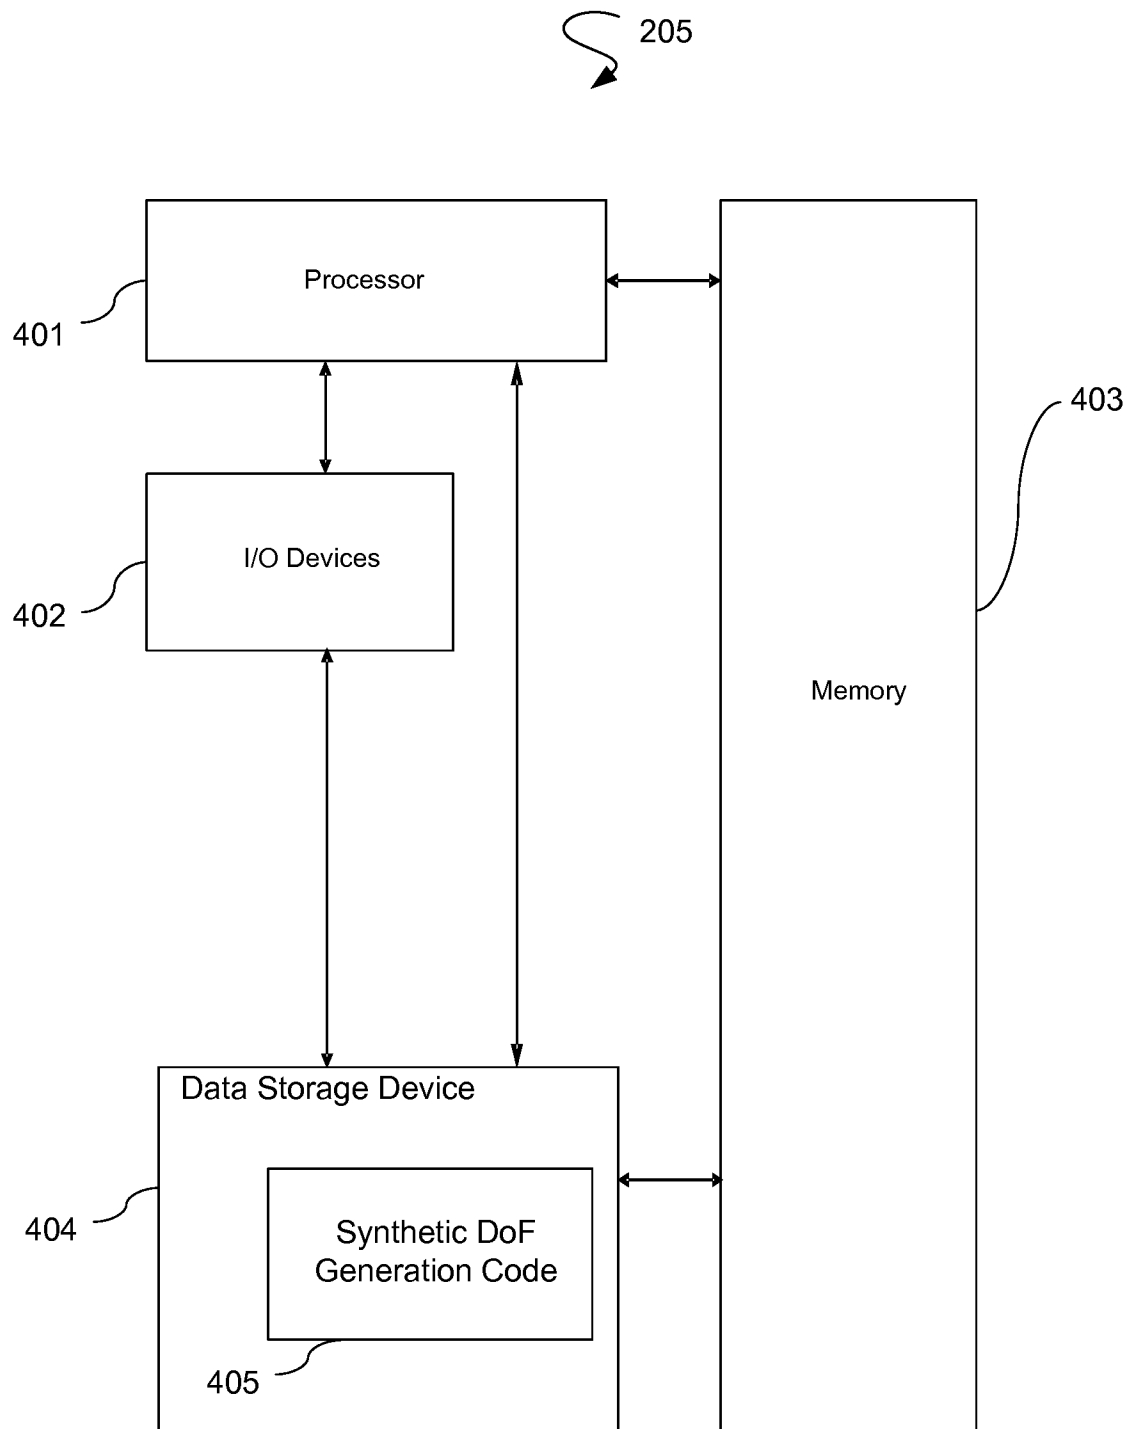 205
Processor
401
403
I/O Devices
402
Memory
Data Storage Device
404
Synthetic DoF
Generation Code
405